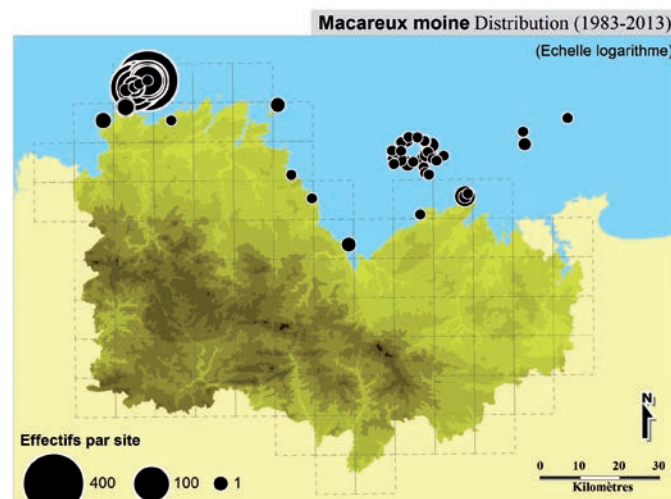 Macareux moine Distribution (1983-2013)
(Echelle logarithme)
Effectifs par site
400 100 1
N
0 10 20 30
Kilomètres